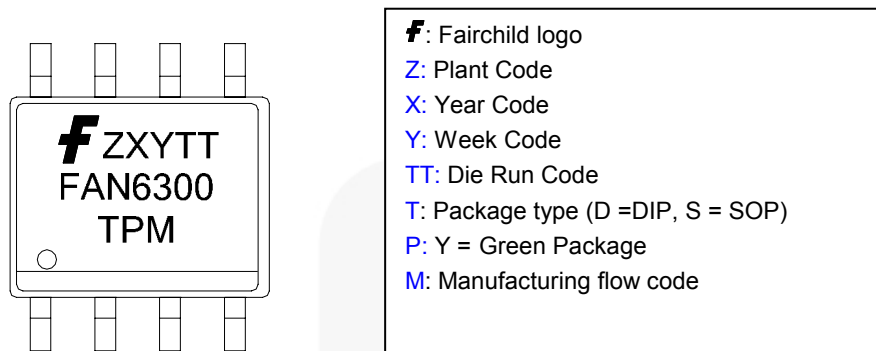 ZXYTT
FAN6300
TPM
f: Fairchild logo
Z: Plant Code
X: Year Code
Y: Week Code
TT: Die Run Code
T: Package type (D =DIP, S = SOP)
P: Y = Green Package
M: Manufacturing flow code